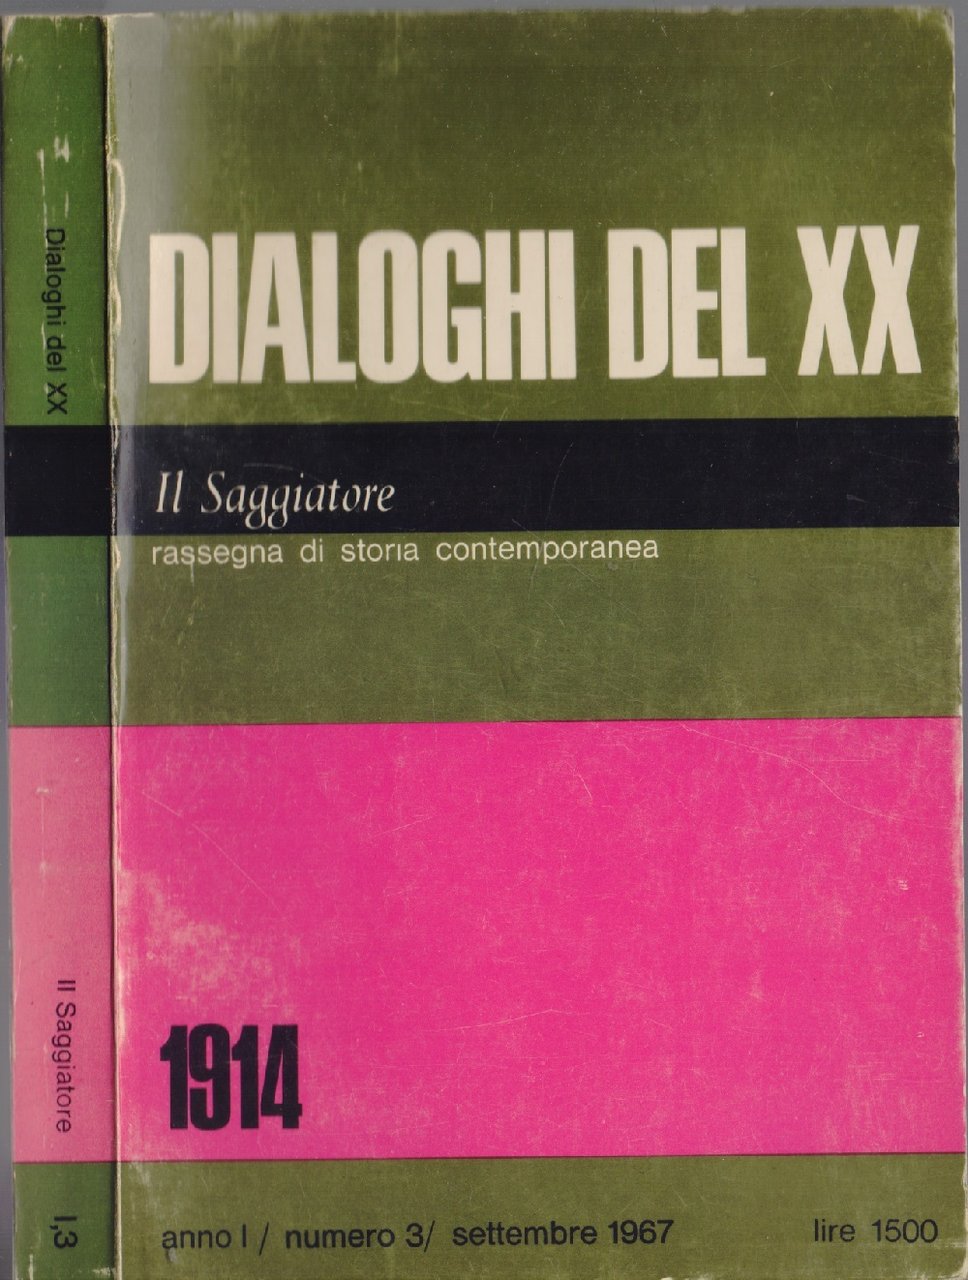 3
Dialoghi del XX
Il Saggiatore
I,3
DIALOGHI DEL XX
Il Saggiatore
rassegna di storia contemporanea
1914
anno I / numero 3/ settembre 1967
lire 1500